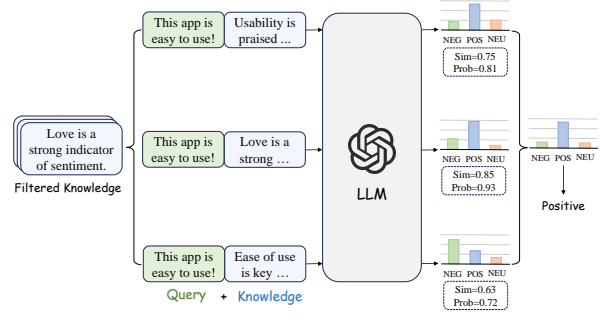 Love is a
strong indicator
of sentiment.
Filtered Knowledge
This app is
easy to use!
Usability is
praised ...
This app is
easy to use!
Love is a
strong ...
This app is
easy to use!
Ease of use
is key ...
Query + Knowledge
LLM
NEG POS NEU
Sim=0.75
Prob=0.81
NEG POS NEU
Sim=0.85
Prob=0.93
NEG POS NEU
Sim=0.63
Prob=0.72
NEG POS NEU
Positive